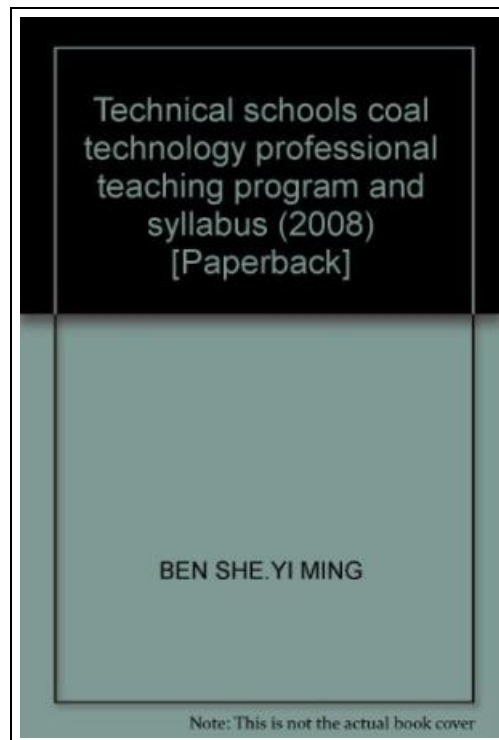 Technical schools coal
technology professional
teaching program and
syllabus (2008)
[Paperback]
BEN SHE.YI MING
Note: This is not the actual book cover